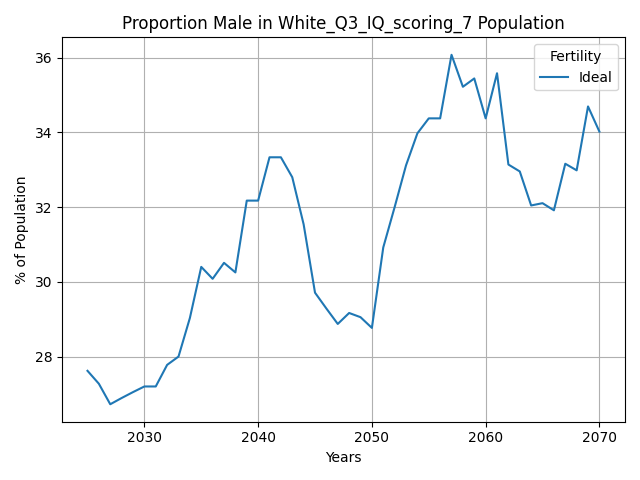 Proportion Male in White_Q3_IQ_scoring_7 Population
Fertility
Ideal
% of Population
36
34
32
30
28
2030
2040
2050
2060
2070
Years